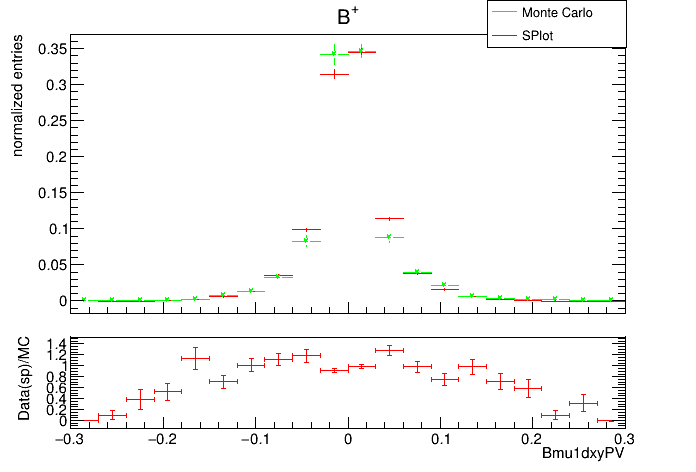 B+
Monte Carlo
SPlot
normalized entries
0.35
0.3
0.25
0.2
0.15
0.1
0.05
0
Data(sp)/MC
1.4
1.2
1
0.8
0.6
0.4
0.2
0
−0.3 −0.2 −0.1 0 0.1 0.2 0.3
Bmu1dxyPV